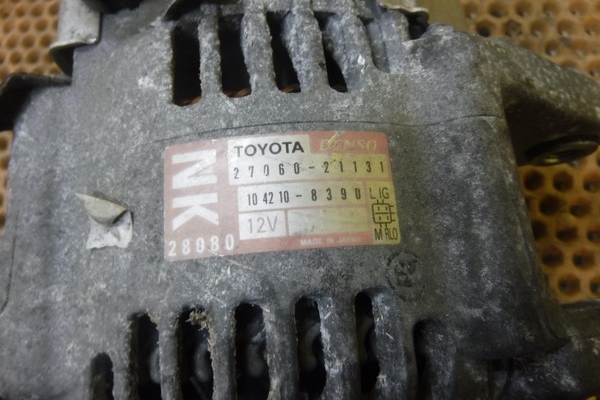 NK
28080
TOYOTA DENSO
27060-21131
104210-8390
12V
L IG
M RLO
MADE IN JAPAN